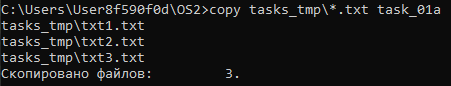 C:\Users\User8f590f0d\OS2>copy tasks_tmp\*.txt task_01a
tasks_tmp\txt1.txt
tasks_tmp\txt2.txt
tasks_tmp\txt3.txt
Скопировано файлов:         3.